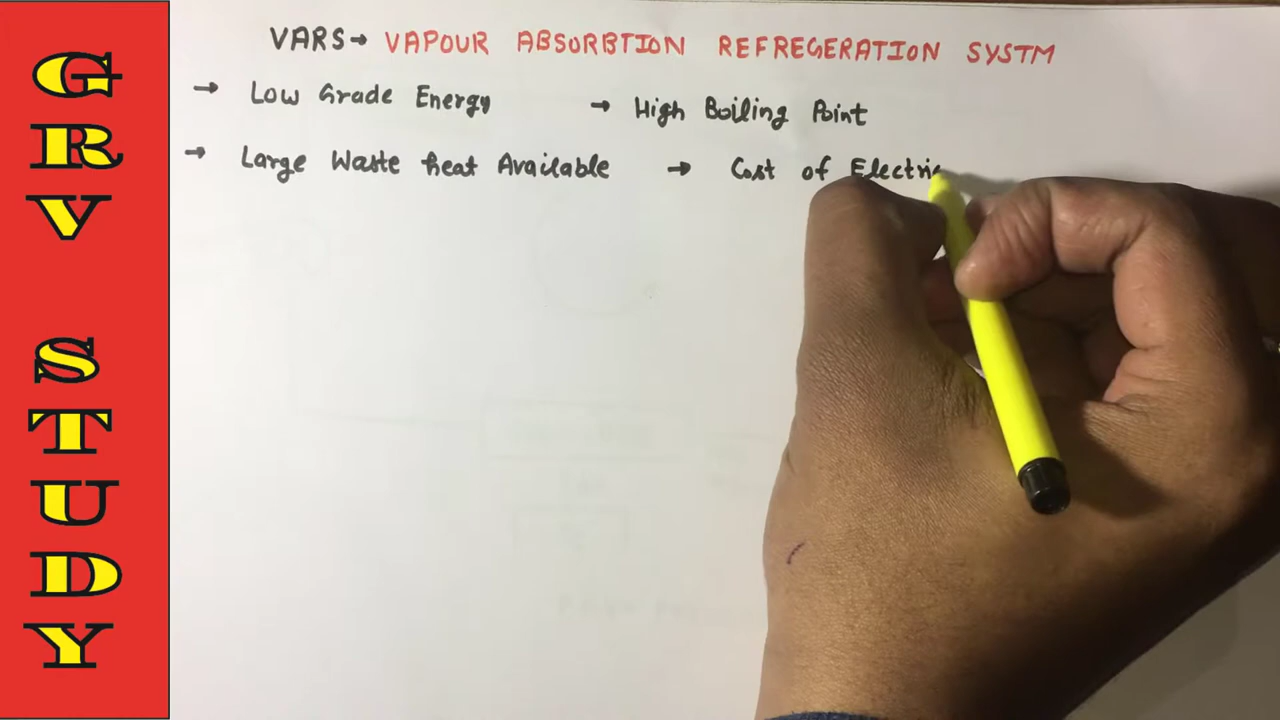 GRV STUDY
VARS→ VAPOUR ABSORBTION REFREGERATION SYSTM
→ Low Grade Energy → High Boiling Point
→ Large Waste heat Available → Cost of Electric